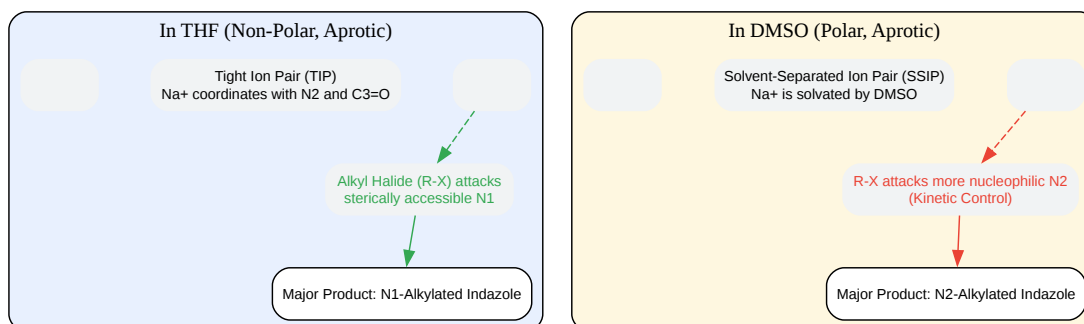 In THF (Non-Polar, Aprotic)
Tight Ion Pair (TIP)
Na+ coordinates with N2 and C3=O
Alkyl Halide (R-X) attacks
sterically accessible N1
Major Product: N1-Alkylated Indazole
In DMSO (Polar, Aprotic)
Solvent-Separated Ion Pair (SSIP)
Na+ is solvated by DMSO
R-X attacks more nucleophilic N2
(Kinetic Control)
Major Product: N2-Alkylated Indazole